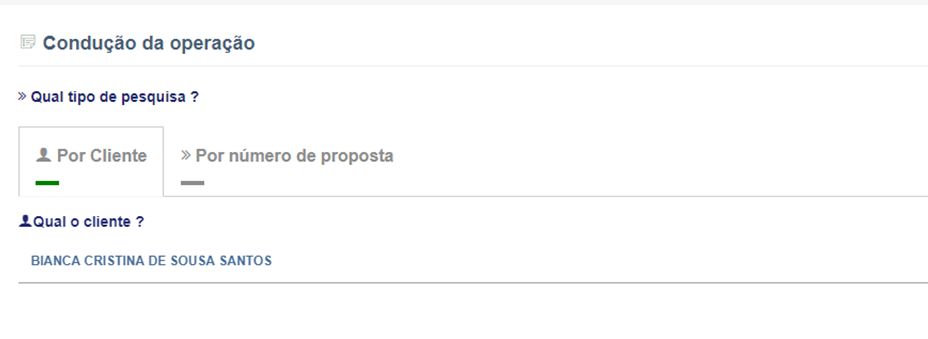 Condução da operação
» Qual tipo de pesquisa ?
Por Cliente
» Por número de proposta
Qual o cliente ?
BIANCA CRISTINA DE SOUSA SANTOS